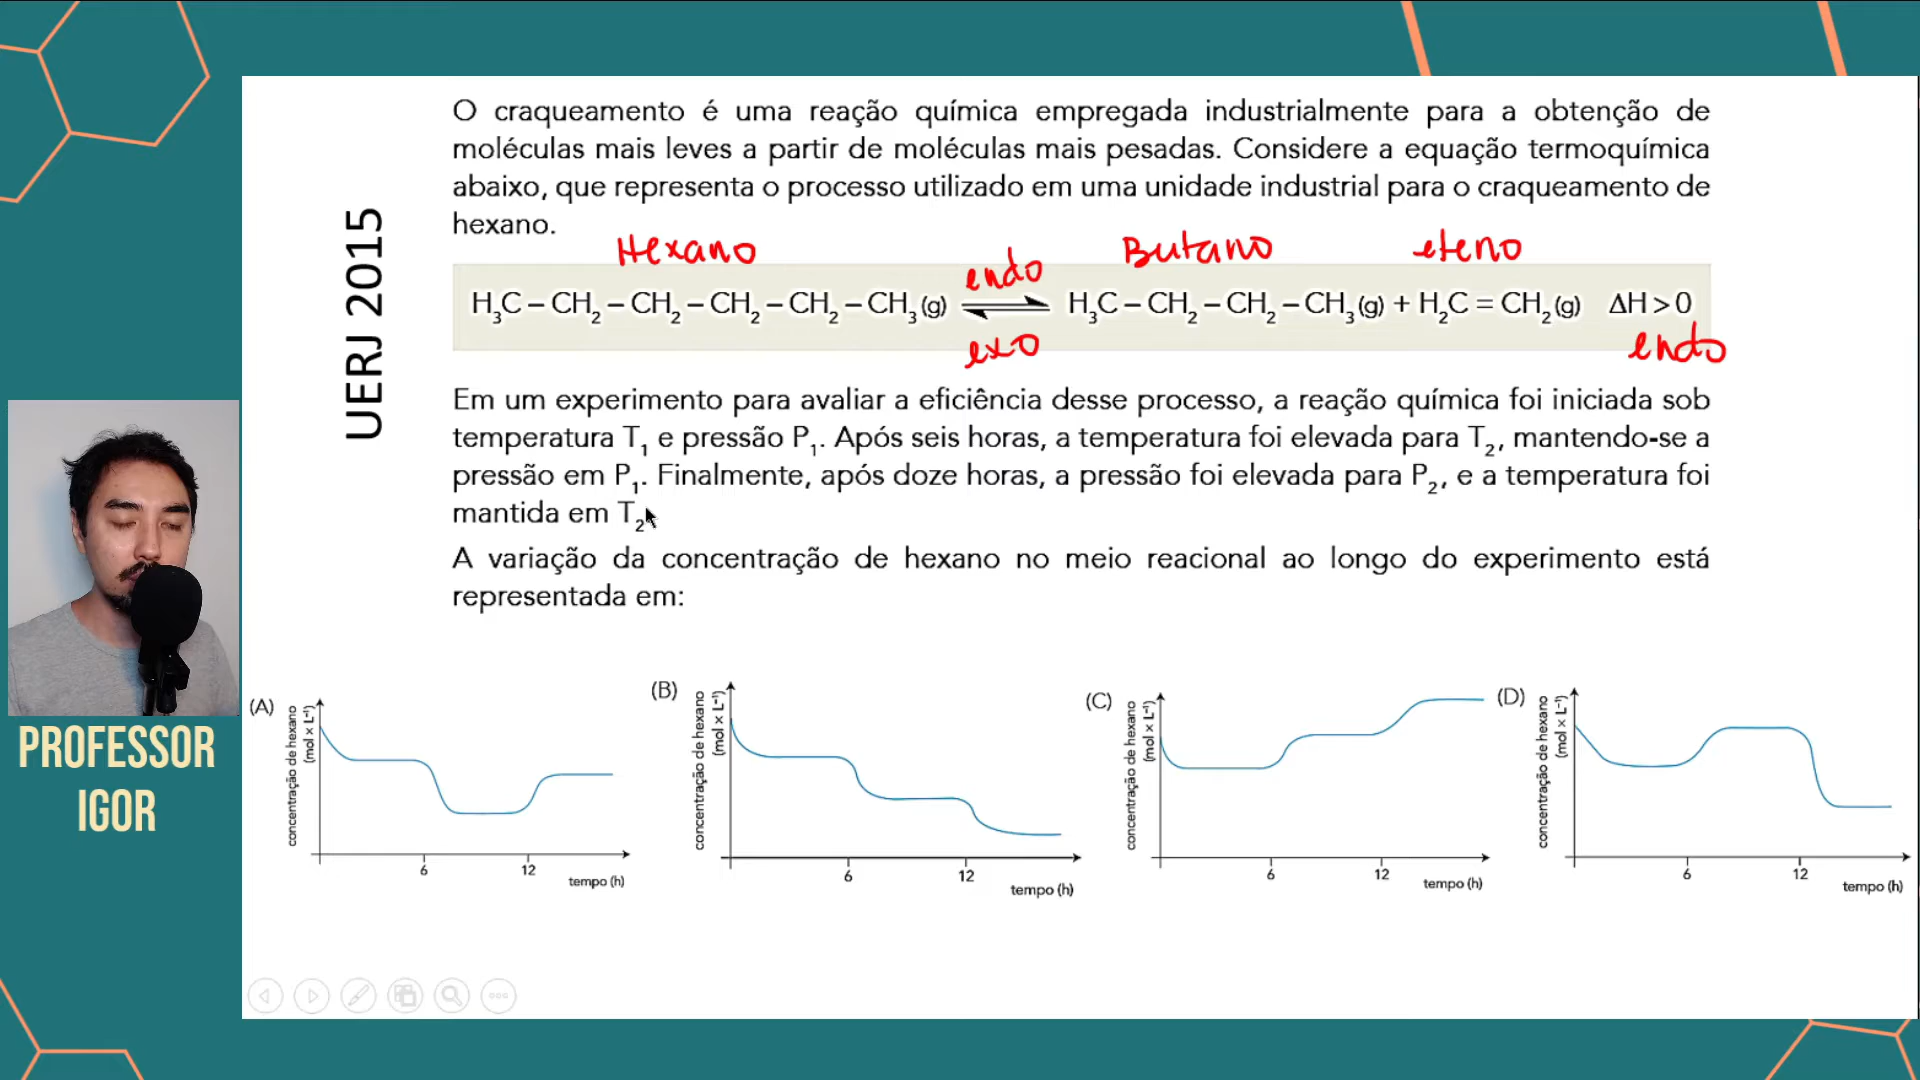 O craqueamento é uma reação química empregada industrialmente para a obtenção de
moléculas mais leves a partir de moléculas mais pesadas. Considere a equação termoquímica
abaixo, que representa o processo utilizado em uma unidade industrial para o craqueamento de
hexano.
UERJ 2015
Hexano endo Butano eteno
H₃C – CH₂ – CH₂ – CH₂ – CH₂ – CH₃ (g) ⇌ H₃C – CH₂ – CH₂ – CH₃ (g) + H₂C = CH₂ (g) ΔH > 0
exo endo
Em um experimento para avaliar a eficiência desse processo, a reação química foi iniciada sob
temperatura T₁ e pressão P₁. Após seis horas, a temperatura foi elevada para T₂, mantendo-se a
pressão em P₁. Finalmente, após doze horas, a pressão foi elevada para P₂, e a temperatura foi
mantida em T₂
A variação da concentração de hexano no meio reacional ao longo do experimento está
representada em:
(A)
concentração de hexano
(mol × L⁻¹)
6 12
tempo (h)
(B)
concentração de hexano
(mol × L⁻¹)
6 12
tempo (h)
(C)
concentração de hexano
(mol × L⁻¹)
6 12
tempo (h)
(D)
concentração de hexano
(mol × L⁻¹)
6 12
tempo (h)
PROFESSOR
IGOR